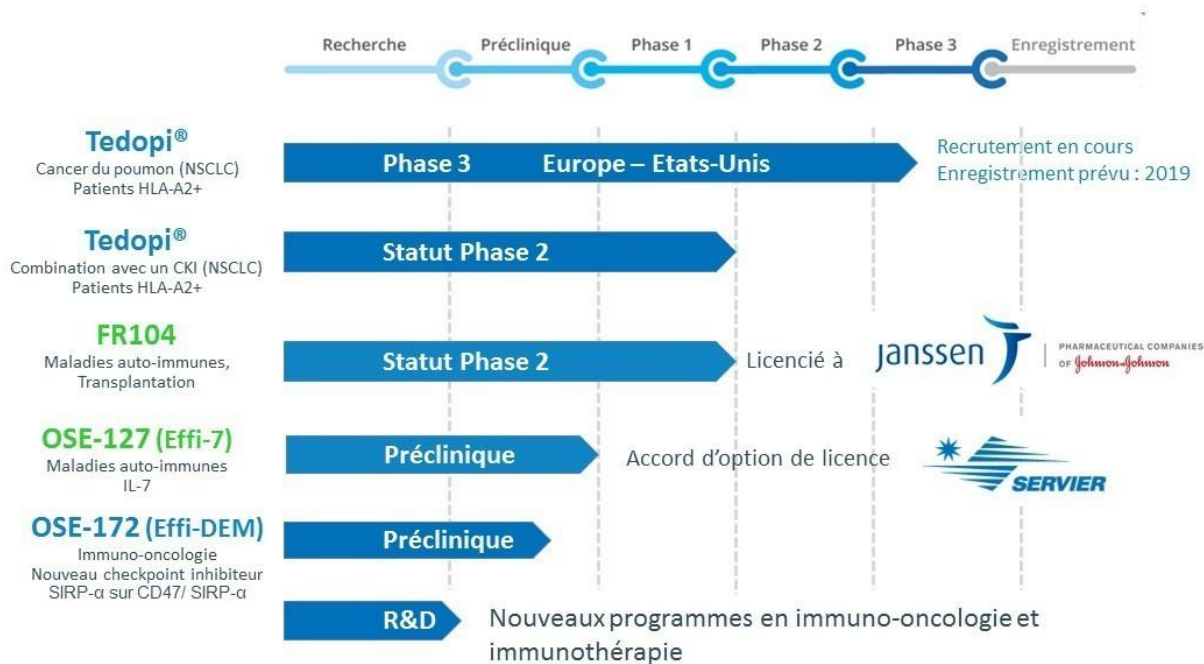 Recherche
Préclinique
Phase 1
Phase 2
Phase 3
Enregistrement
Tedopi®
Cancer du poumon (NSCLC)
Patients HLA-A2+
Phase 3 Europe – Etats-Unis
Recrutement en cours
Enregistrement prévu : 2019
Tedopi®
Combination avec un CKI (NSCLC)
Patients HLA-A2+
Statut Phase 2
FR104
Maladies auto-immunes,
Transplantation
Statut Phase 2
Licencié à
janssen
PHARMACEUTICAL COMPANIES
OF Johnson & Johnson
OSE-127 (Effi-7)
Maladies auto-immunes
IL-7
Préclinique
Accord d’option de licence
SERVIER
OSE-172 (Effi-DEM)
Immuno-oncologie
Nouveau checkpoint inhibiteur
SIRP-α sur CD47/ SIRP-α
Préclinique
R&D
Nouveaux programmes en immuno-oncologie et
immunothérapie